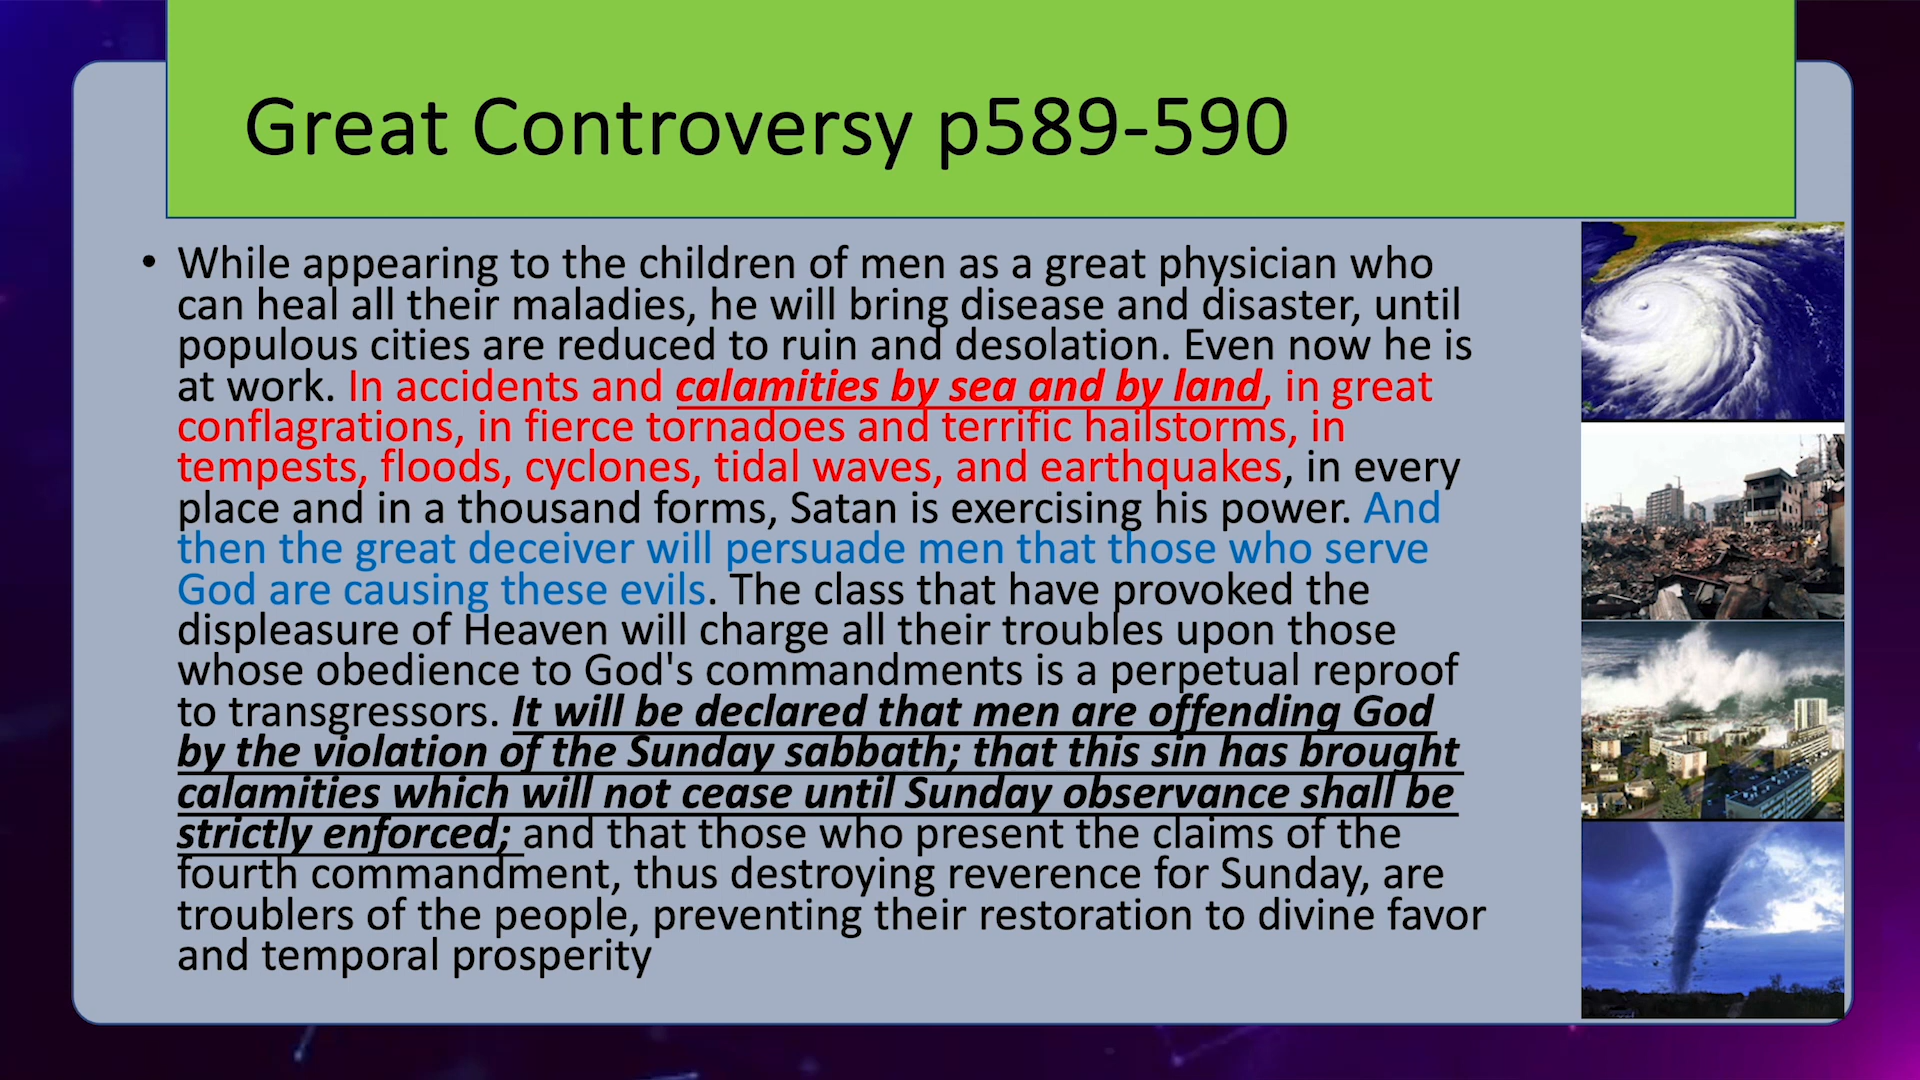 Great Controversy p589-590
• While appearing to the children of men as a great physician who
can heal all their maladies, he will bring disease and disaster, until
populous cities are reduced to ruin and desolation. Even now he is
at work. In accidents and calamities by sea and by land, in great
conflagrations, in fierce tornadoes and terrific hailstorms, in
tempests, floods, cyclones, tidal waves, and earthquakes, in every
place and in a thousand forms, Satan is exercising his power. And
then the great deceiver will persuade men that those who serve
God are causing these evils. The class that have provoked the
displeasure of Heaven will charge all their troubles upon those
whose obedience to God's commandments is a perpetual reproof
to transgressors. It will be declared that men are offending God
by the violation of the Sunday sabbath; that this sin has brought
calamities which will not cease until Sunday observance shall be
strictly enforced; and that those who present the claims of the
fourth commandment, thus destroying reverence for Sunday, are
troublers of the people, preventing their restoration to divine favor
and temporal prosperity